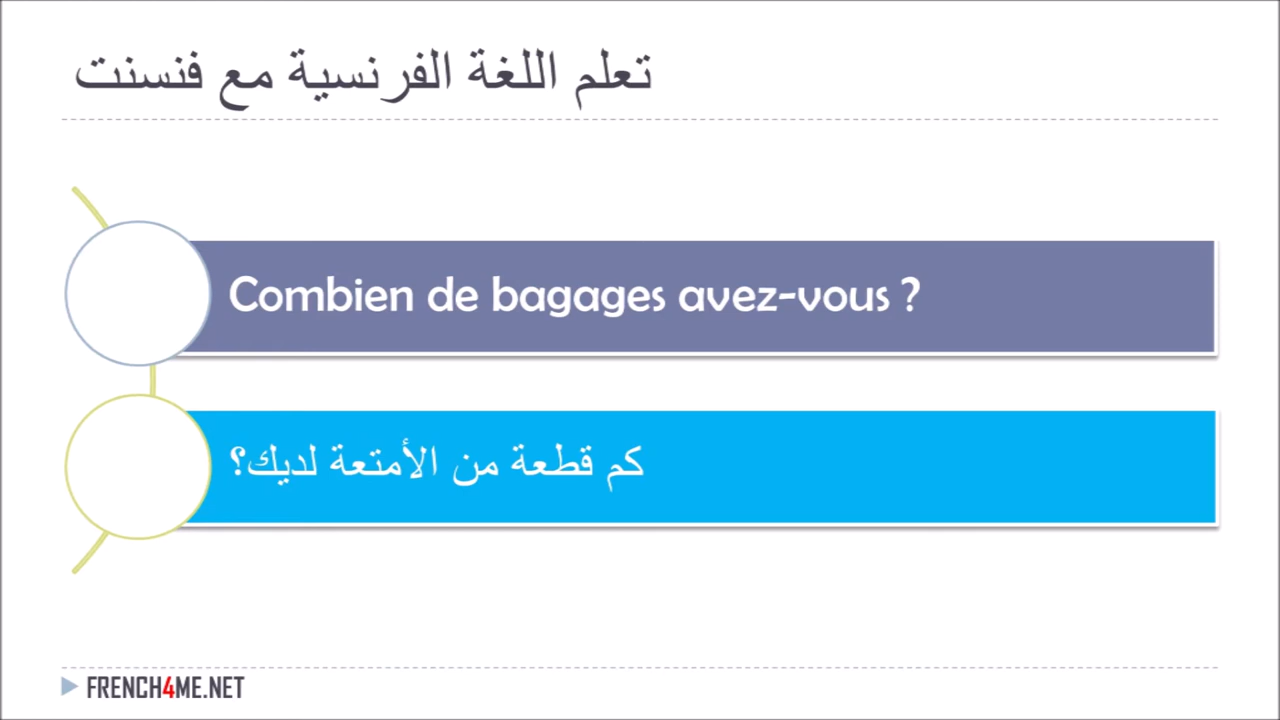 تعلم اللغة الفرنسية مع فنسنت
Combien de bagages avez-vous ?
كم قطعة من الأمتعة لديك؟
FRENCH4ME.NET